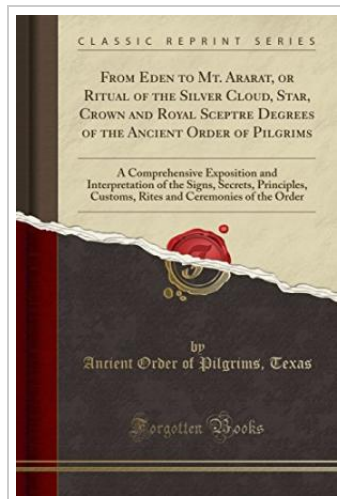 CLASSIC REPRINT SERIES
FROM EDEN TO MT. ARARAT, OR
RITUAL OF THE SILVER CLOUD, STAR,
CROWN AND ROYAL SCEPTRE DEGREES
OF THE ANCIENT ORDER OF PILGRIMS
A Comprehensive Exposition and
Interpretation of the Signs, Secrets, Principles,
Customs, Rites and Ceremonies of the Order
F
by
Ancient Order of Pilgrims, Texas
Forgotten Books